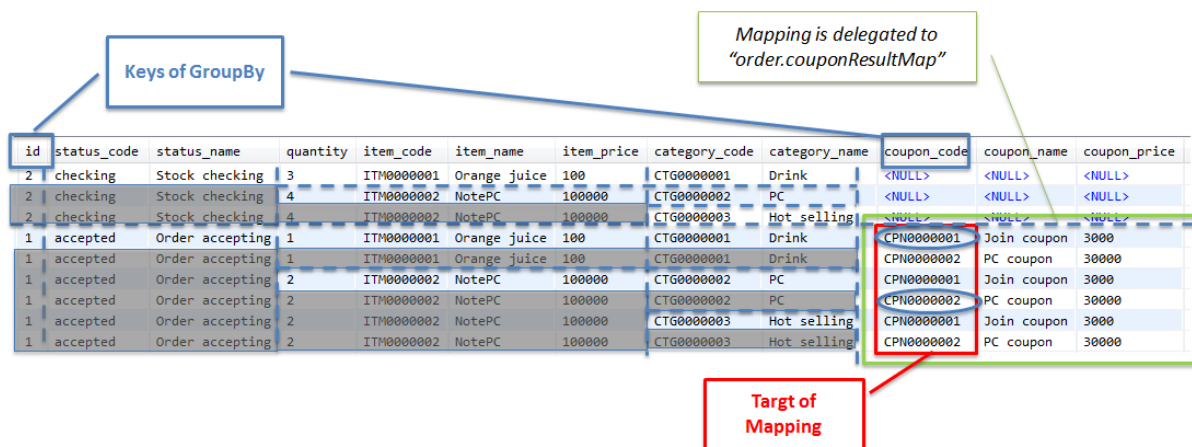 Mapping is delegated to
“order.couponResultMap”
Keys of GroupBy
id status_code status_name quantity item_code item_name item_price category_code category_name coupon_code coupon_name coupon_price
2 checking Stock checking 3 ITM0000001 Orange juice 100 CTG0000001 Drink <NULL> <NULL> <NULL>
2 checking Stock checking 4 ITM0000002 NotePC 100000 CTG0000002 PC <NULL> <NULL> <NULL>
2 checking Stock checking 4 ITM0000002 NotePC 100000 CTG0000003 Hot selling <NULL> <NULL> <NULL>
1 accepted Order accepting 1 ITM0000001 Orange juice 100 CTG0000001 Drink CPN0000001 Join coupon 3000
1 accepted Order accepting 1 ITM0000001 Orange juice 100 CTG0000001 Drink CPN0000002 PC coupon 30000
1 accepted Order accepting 2 ITM0000002 NotePC 100000 CTG0000002 PC CPN0000001 Join coupon 3000
1 accepted Order accepting 2 ITM0000002 NotePC 100000 CTG0000002 PC CPN0000002 PC coupon 30000
1 accepted Order accepting 2 ITM0000002 NotePC 100000 CTG0000003 Hot selling CPN0000001 Join coupon 3000
1 accepted Order accepting 2 ITM0000002 NotePC 100000 CTG0000003 Hot selling CPN0000002 PC coupon 30000
Targt of
Mapping